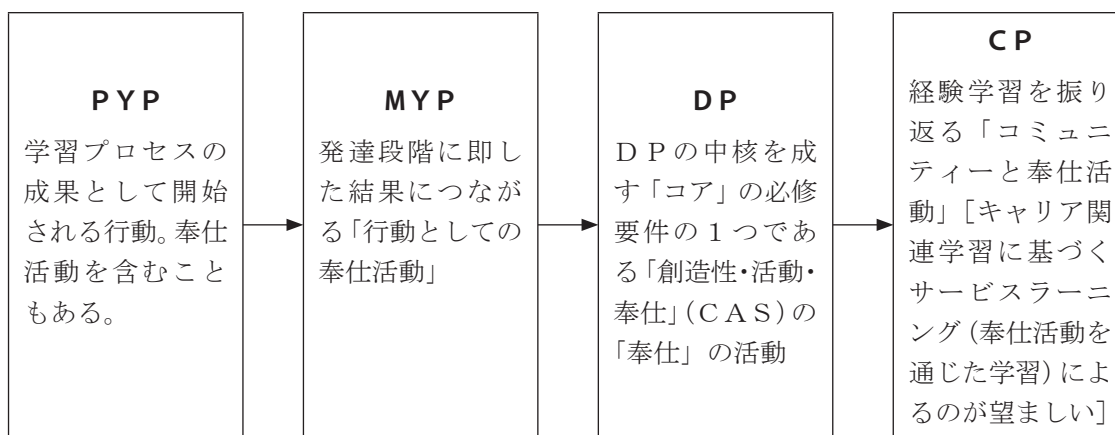 PYP
学習プロセスの
成果として開始
される行動。奉仕
活動を含むこと
もある。
MYP
発達段階に即し
た結果につなが
る「行動としての
奉仕活動」
DP
DPの中核を成
す「コア」の必修
要件の1つであ
る「創造性・活動・
奉仕」(CAS)の
「奉仕」の活動
CP
経験学習を振り
返る「コミュニ
ティーと奉仕活
動」[キャリア関
連学習に基づく
サービスラーニ
ング(奉仕活動を
通じた学習)によ
るのが望ましい]